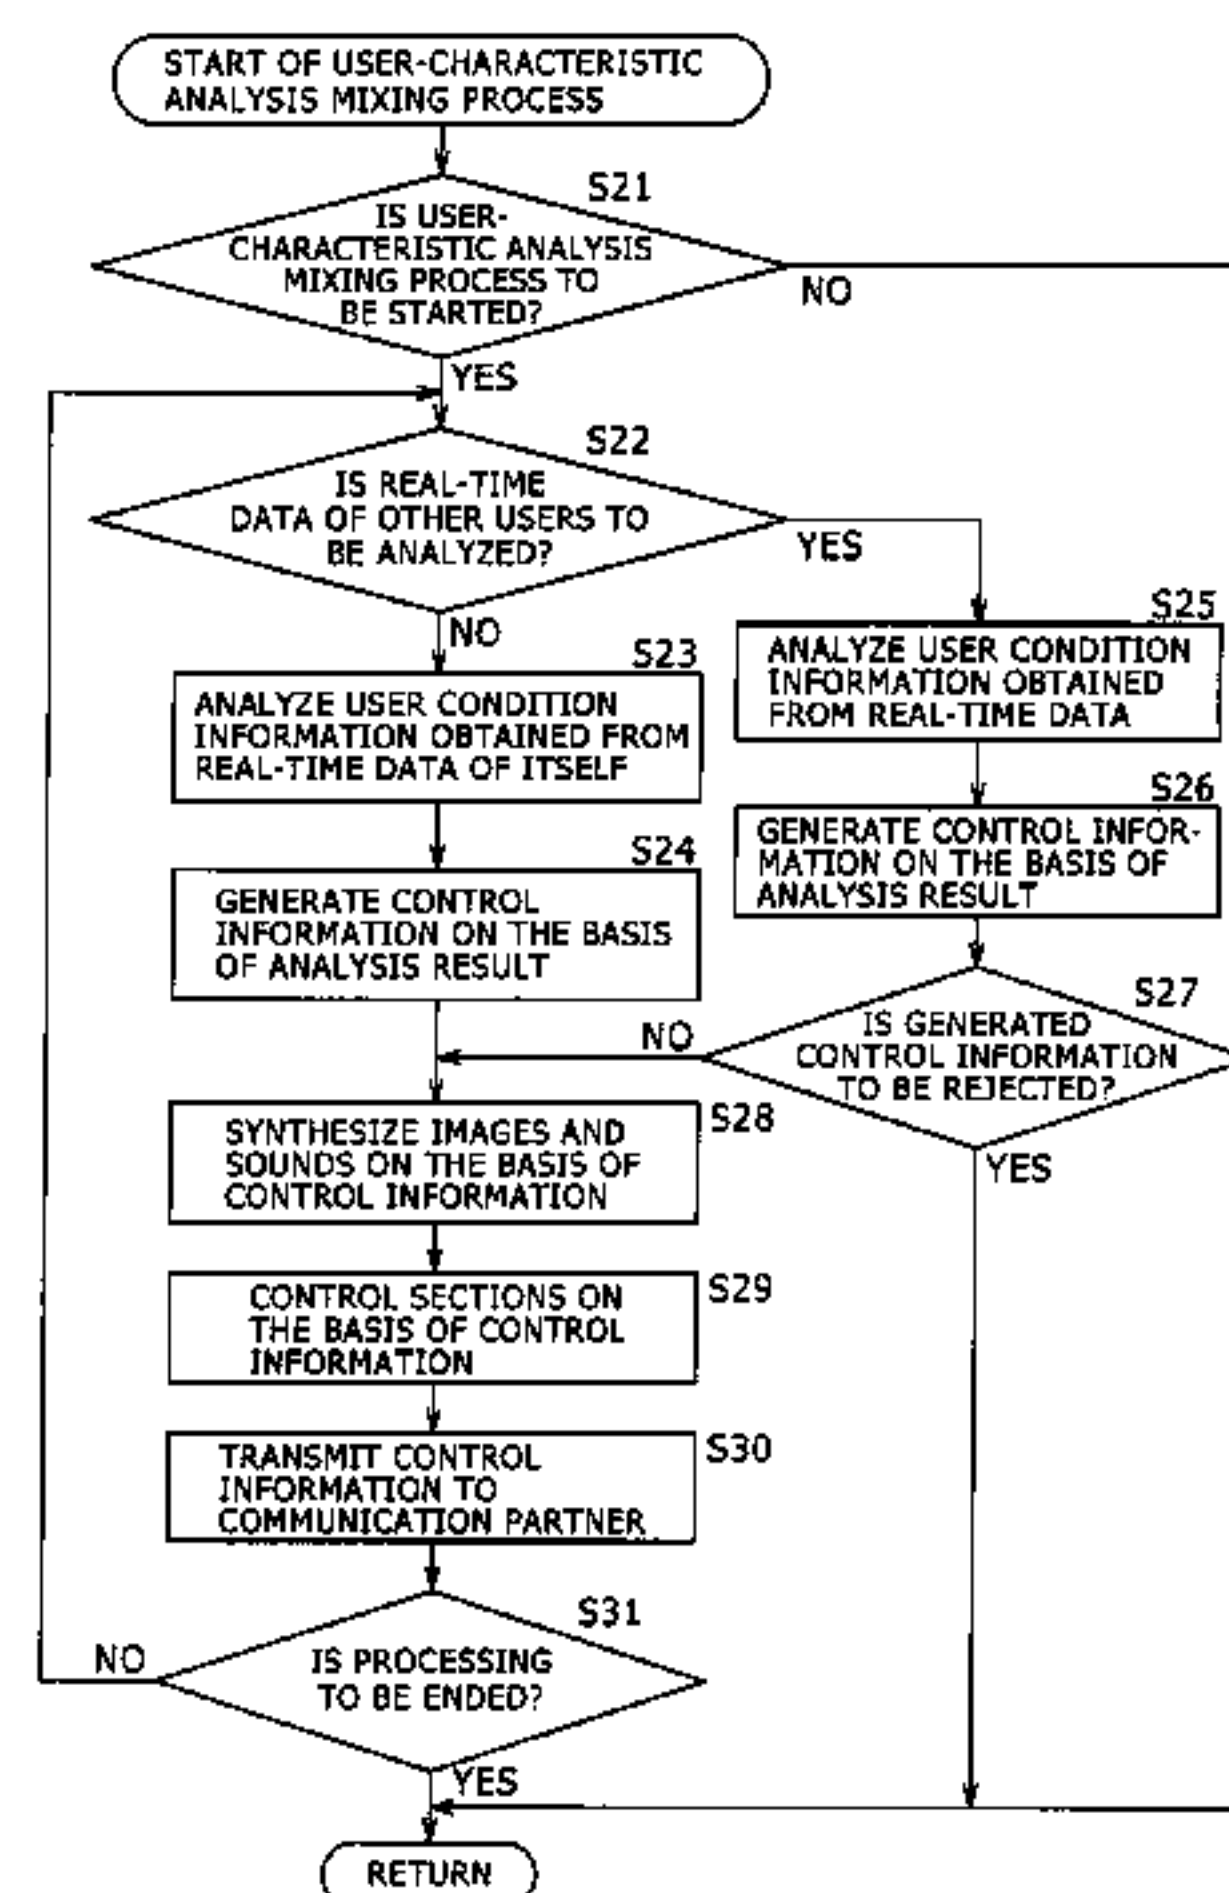 START OF USER-CHARACTERISTIC
ANALYSIS MIXING PROCESS
S21
IS USER-
CHARACTERISTIC ANALYSIS
MIXING PROCESS TO
BE STARTED?
NO
YES
S22
IS REAL-TIME
DATA OF OTHER USERS TO
BE ANALYZED?
YES
NO
S23
ANALYZE USER CONDITION
INFORMATION OBTAINED FROM
REAL-TIME DATA OF ITSELF
S25
ANALYZE USER CONDITION
INFORMATION OBTAINED
FROM REAL-TIME DATA
S24
GENERATE CONTROL
INFORMATION ON THE BASIS
OF ANALYSIS RESULT
S26
GENERATE CONTROL INFOR-
MATION ON THE BASIS OF
ANALYSIS RESULT
S27
IS GENERATED
CONTROL INFORMATION
TO BE REJECTED?
NO
YES
S28
SYNTHESIZE IMAGES AND
SOUNDS ON THE BASIS OF
CONTROL INFORMATION
S29
CONTROL SECTIONS ON
THE BASIS OF CONTROL
INFORMATION
S30
TRANSMIT CONTROL
INFORMATION TO
COMMUNICATION PARTNER
S31
IS PROCESSING
TO BE ENDED?
NO
YES
RETURN